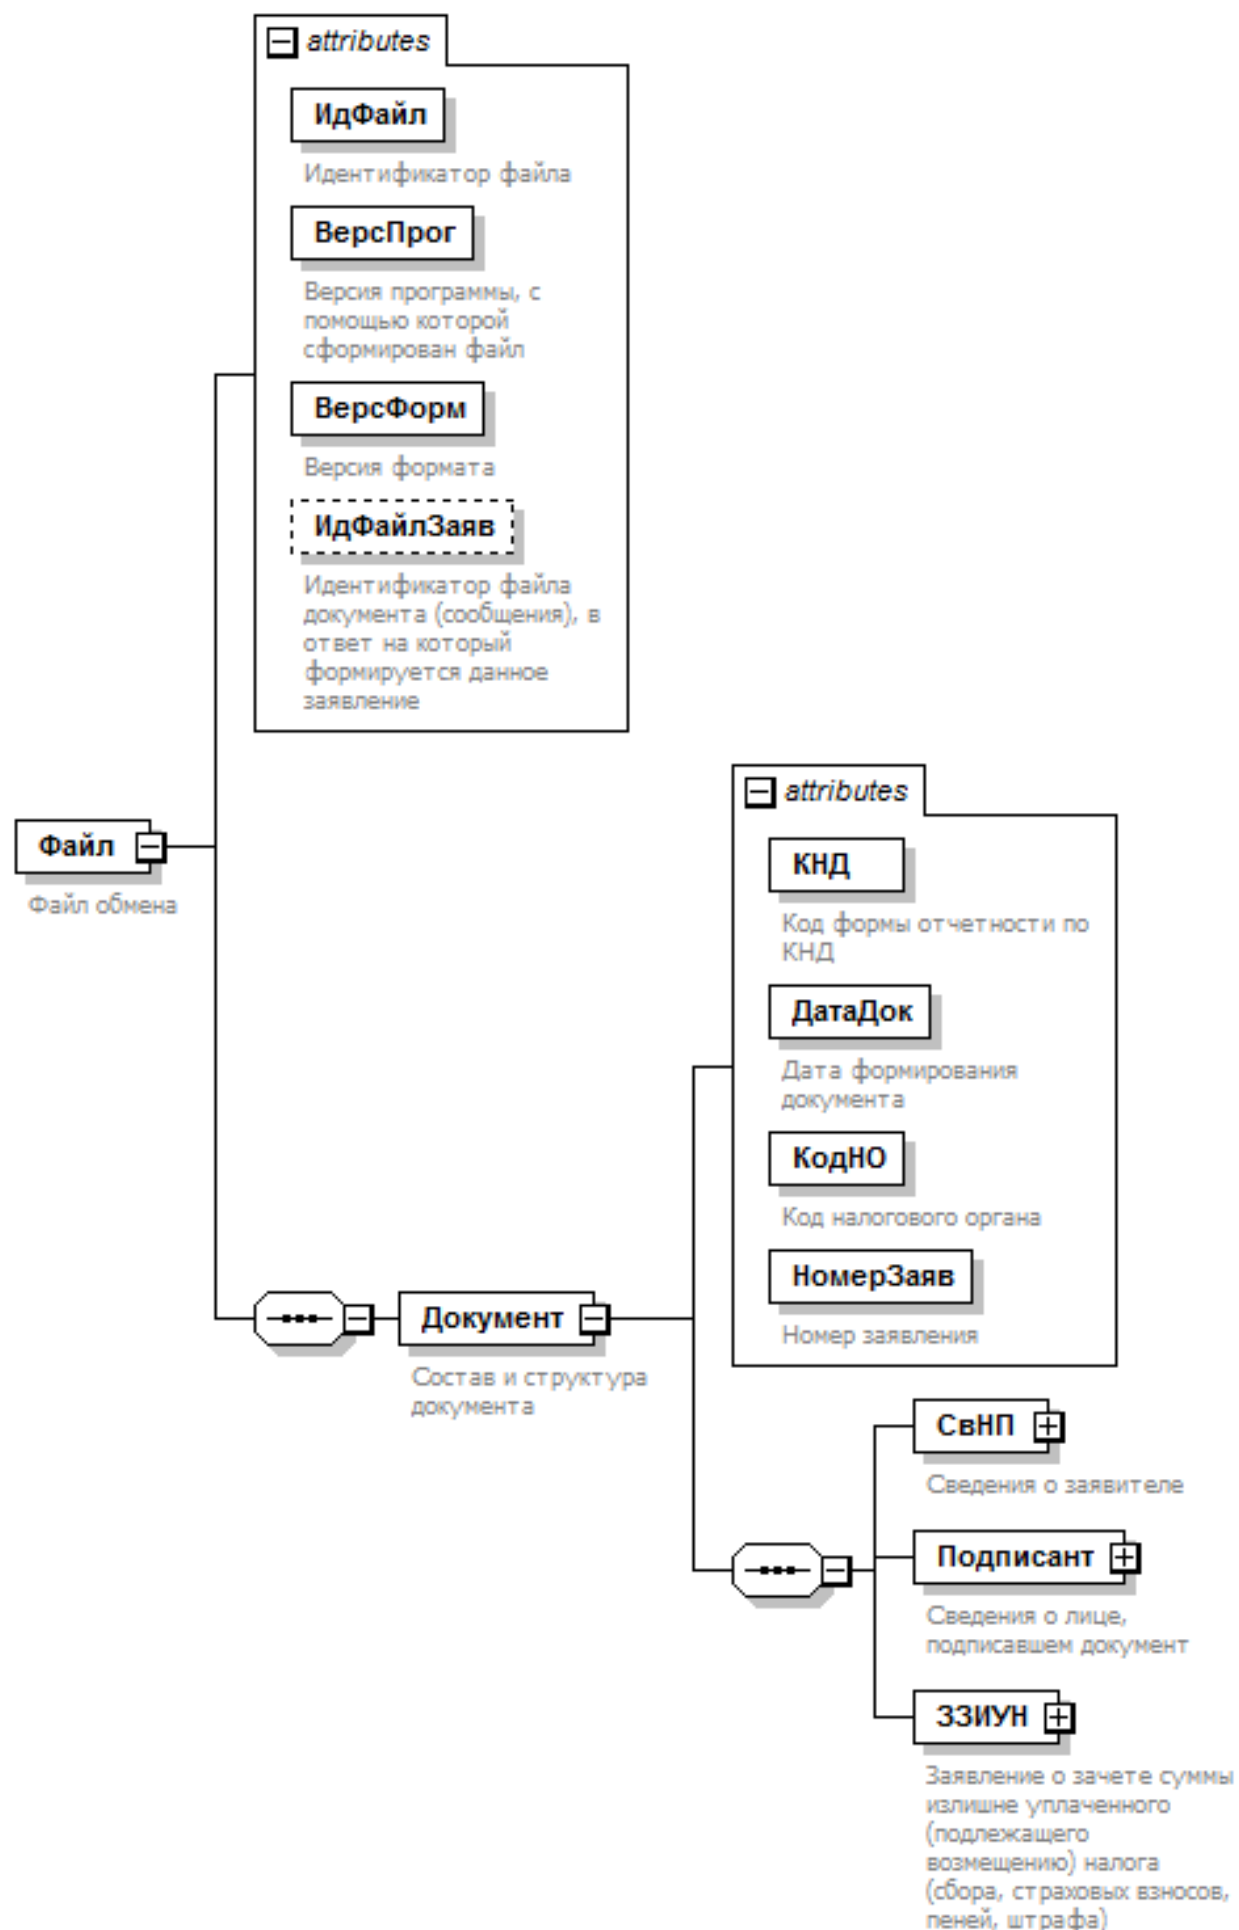 attributes
ИдФайл
Идентификатор файла
ВерсПрог
Версия программы, с
помощью которой
сформирован файл
ВерсФорм
Версия формата
ИдФайлЗаяв
Идентификатор файла
документа (сообщения), в
ответ на который
формируется данное
заявление
Файл
Файл обмена
attributes
КНД
Код формы отчетности по
КНД
ДатаДок
Дата формирования
документа
КодНО
Код налогового органа
НомерЗаяв
Номер заявления
Документ
Состав и структура
документа
СвНП
Сведения о заявителе
Подписант
Сведения о лице,
подписавшем документ
ЗЗИУН
Заявление о зачете суммы
излишне уплаченного
(подлежащего
возмещению) налога
(сбора, страховых взносов,
пеней, штрафа)